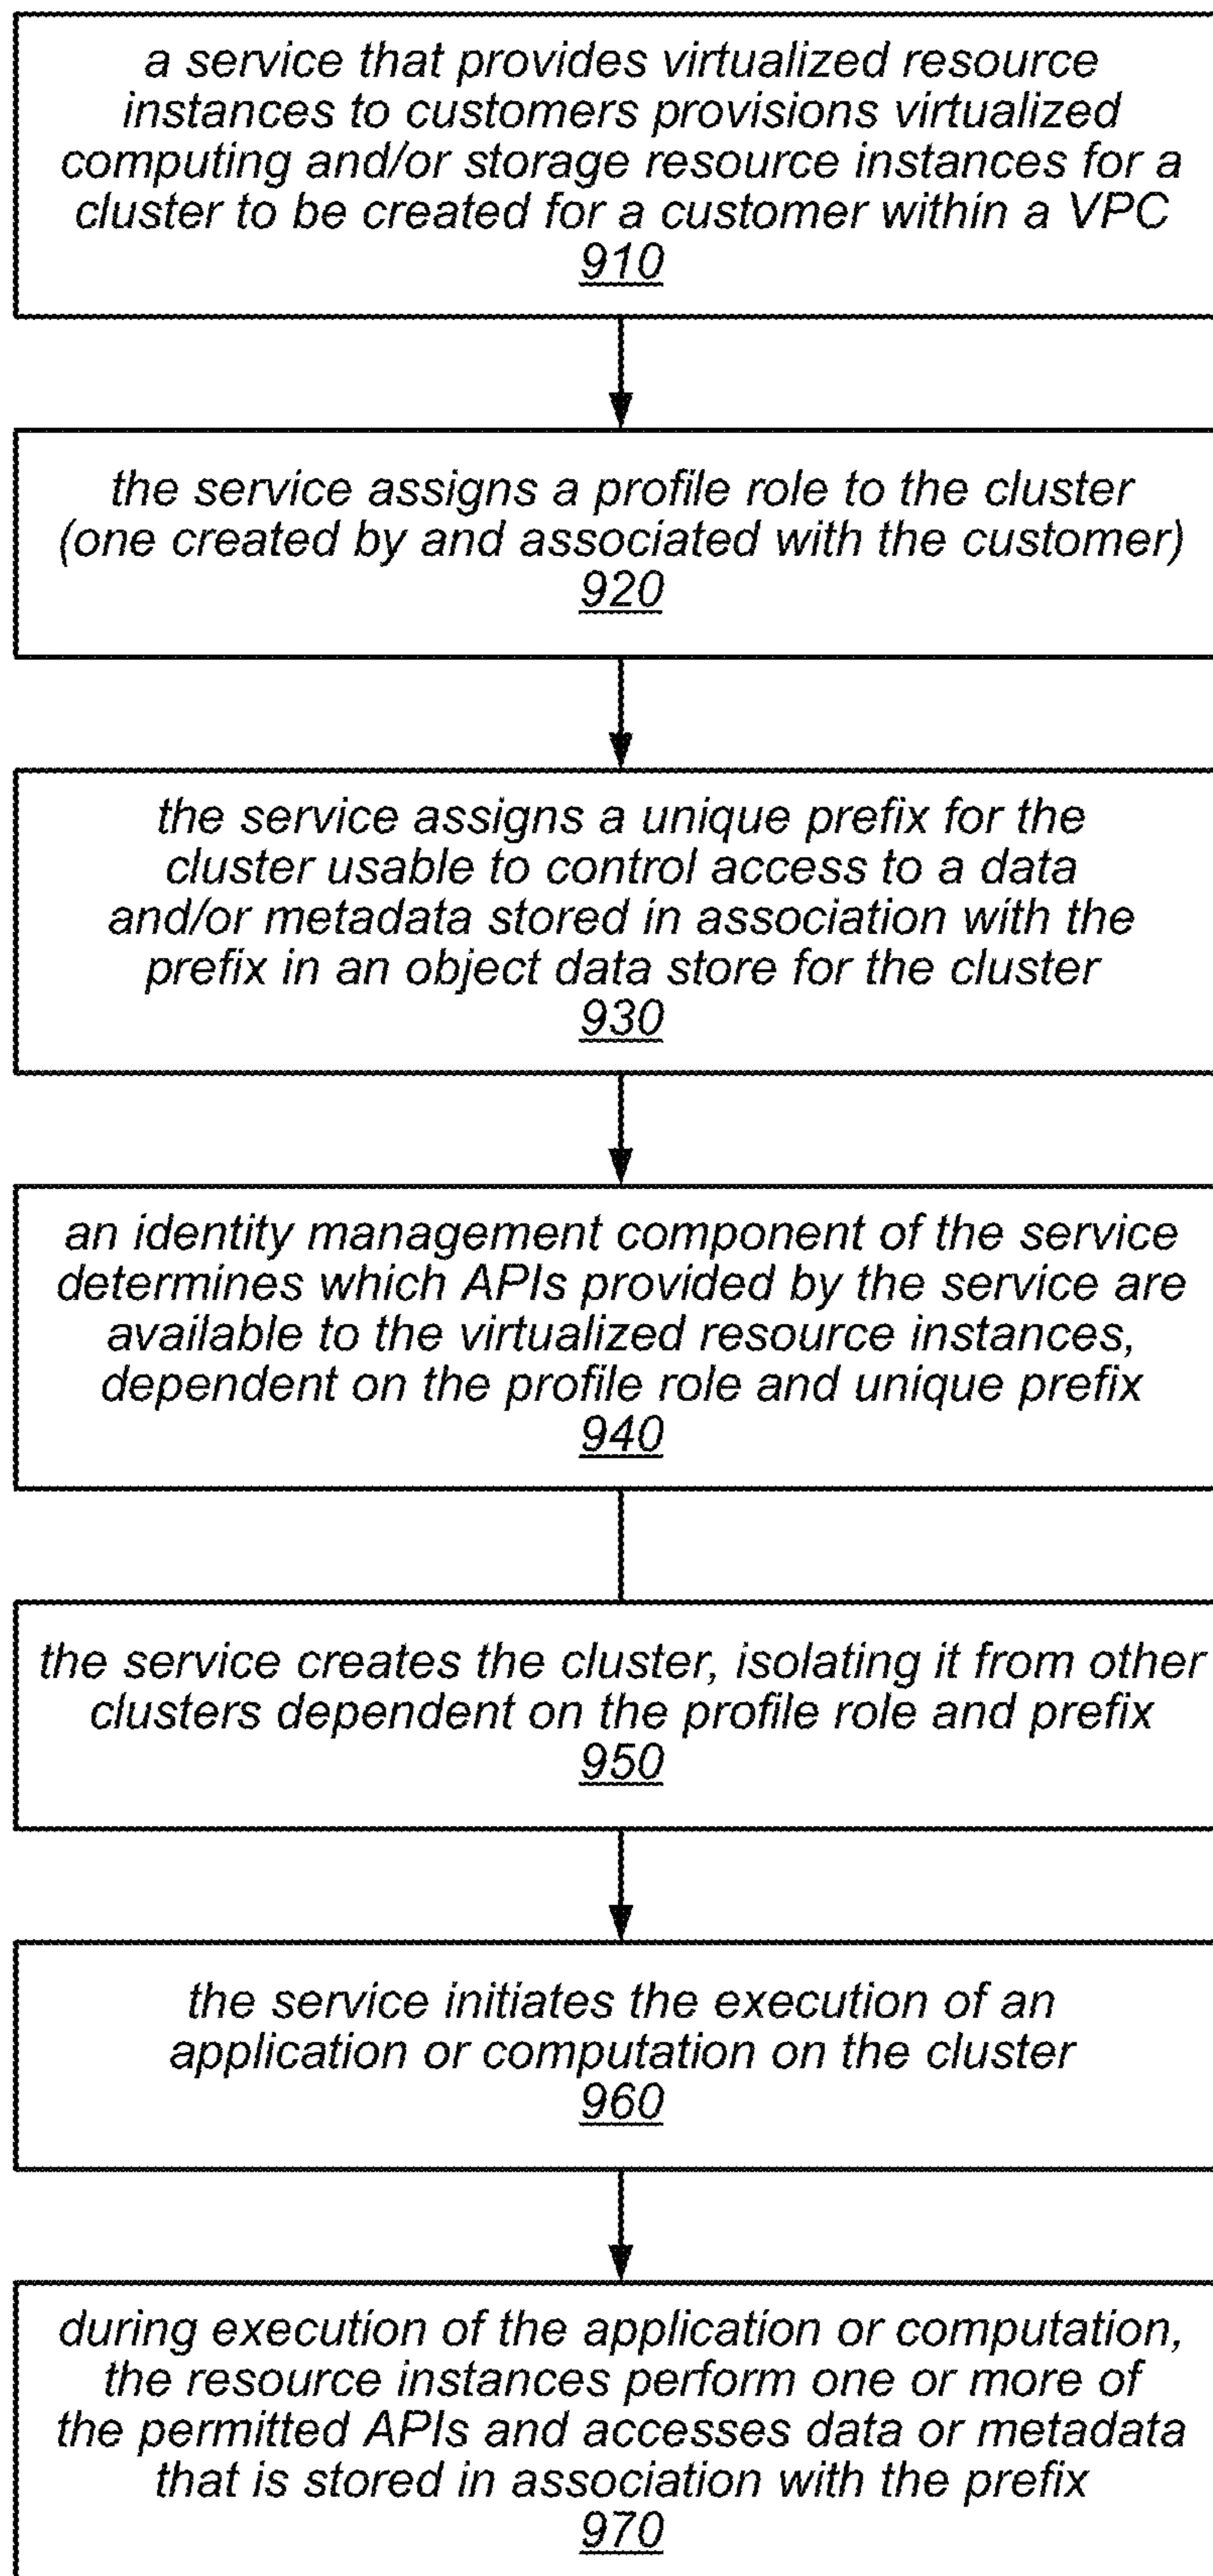 a service that provides virtualized resource
instances to customers provisions virtualized
computing and/or storage resource instances for a
cluster to be created for a customer within a VPC
910
the service assigns a profile role to the cluster
(one created by and associated with the customer)
920
the service assigns a unique prefix for the
cluster usable to control access to a data
and/or metadata stored in association with the
prefix in an object data store for the cluster
930
an identity management component of the service
determines which APIs provided by the service are
available to the virtualized resource instances,
dependent on the profile role and unique prefix
940
the service creates the cluster, isolating it from other
clusters dependent on the profile role and prefix
950
the service initiates the execution of an
application or computation on the cluster
960
during execution of the application or computation,
the resource instances perform one or more of
the permitted APIs and accesses data or metadata
that is stored in association with the prefix
970